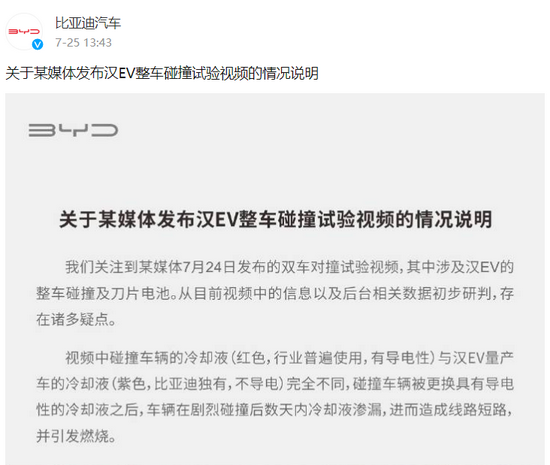 BYD
比亚迪汽车
V
7-25 13:43
关于某媒体发布汉EV整车碰撞试验视频的情况说明
BYD
关于某媒体发布汉EV整车碰撞试验视频的情况说明
我们关注到某媒体7月24日发布的双车对撞试验视频,其中涉及汉EV的
整车碰撞及刀片电池。从目前视频中的信息以及后台相关数据初步研判,存
在诸多疑点。
视频中碰撞车辆的冷却液(红色,行业普遍使用,有导电性)与汉EV量产
车的冷却液(紫色,比亚迪独有,不导电)完全不同,碰撞车辆被更换具有导电
性的冷却液之后,车辆在剧烈碰撞后数天内冷却液渗漏,进而造成线路短路,
并引发燃烧。